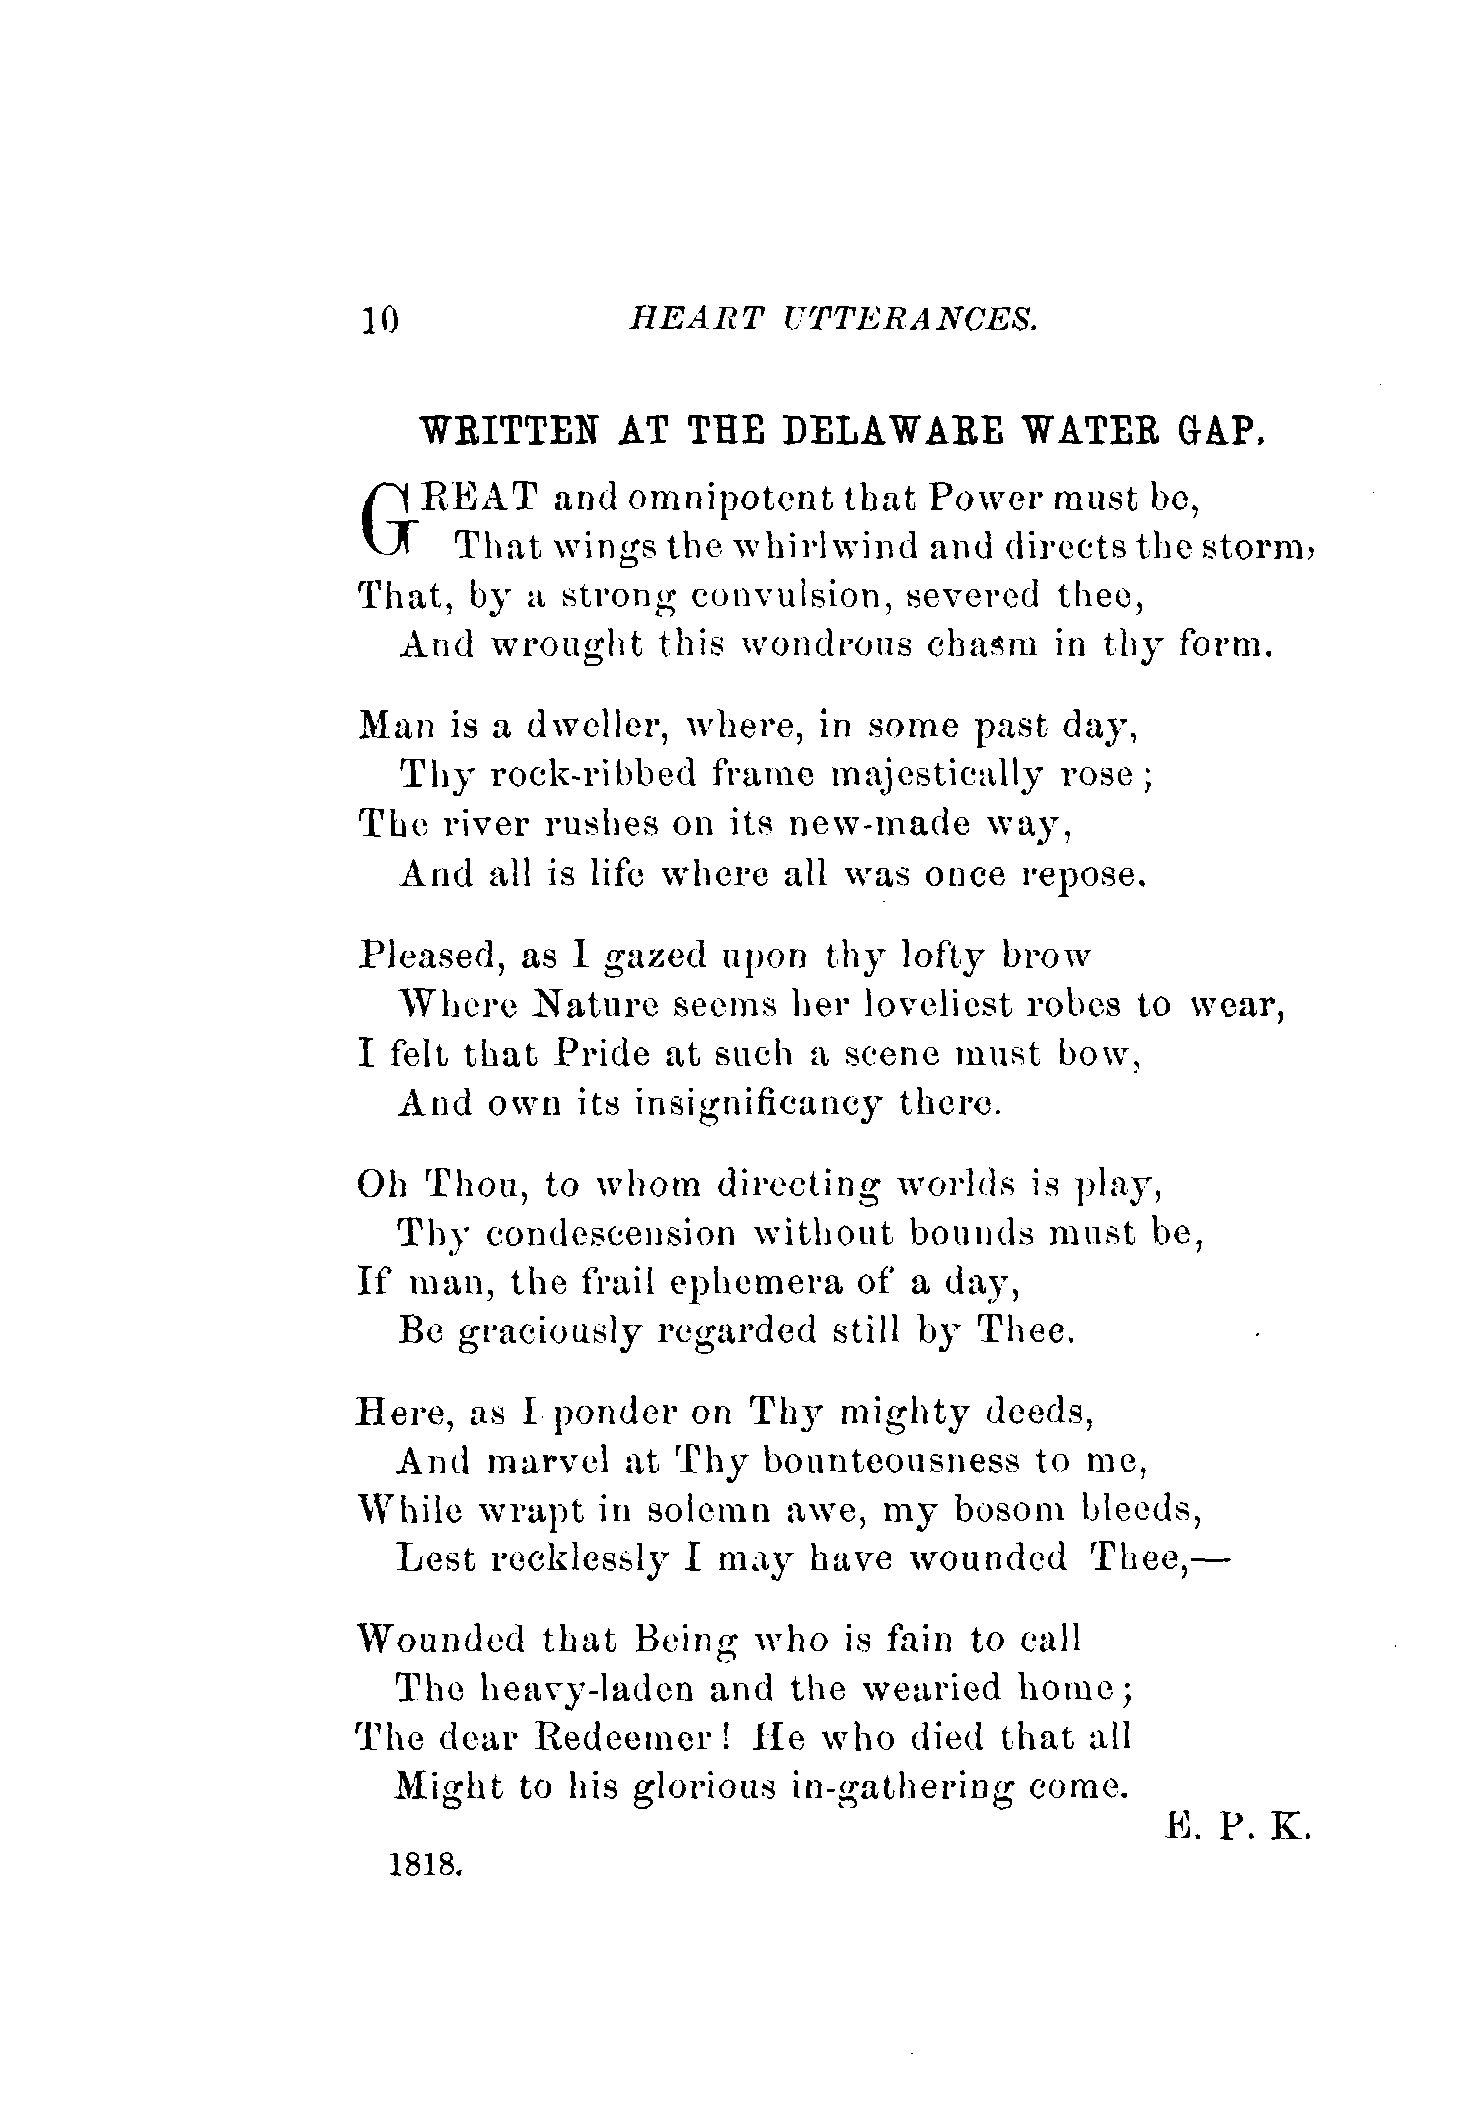 10 HEART UTTERANCES.
WRITTEN AT THE DELAWARE WATER GAP.
GREAT and omnipotent that Power must be,
That wings the whirlwind and directs the storm,
That, by a strong convulsion, severed thee,
And wrought this wondrous chasm in thy form.
Man is a dweller, where, in some past day,
Thy rock-ribbed frame majestically rose;
The river rushes on its new-made way,
And all is life where all was once repose.
Pleased, as I gazed upon thy lofty brow
Where Nature seems her loveliest robes to wear,
I felt that Pride at such a scene must bow,
And own its insignificancy there.
Oh Thou, to whom directing worlds is play,
Thy condescension without bounds must be,
If man, the frail ephemera of a day,
Be graciously regarded still by Thee.
Here, as I ponder on Thy mighty deeds,
And marvel at Thy bounteousness to me,
While wrapt in solemn awe, my bosom bleeds,
Lest recklessly I may have wounded Thee,—
Wounded that Being who is fain to call
The heavy-laden and the wearied home;
The dear Redeemer! He who died that all
Might to his glorious in-gathering come.
E. P. K.
1818.